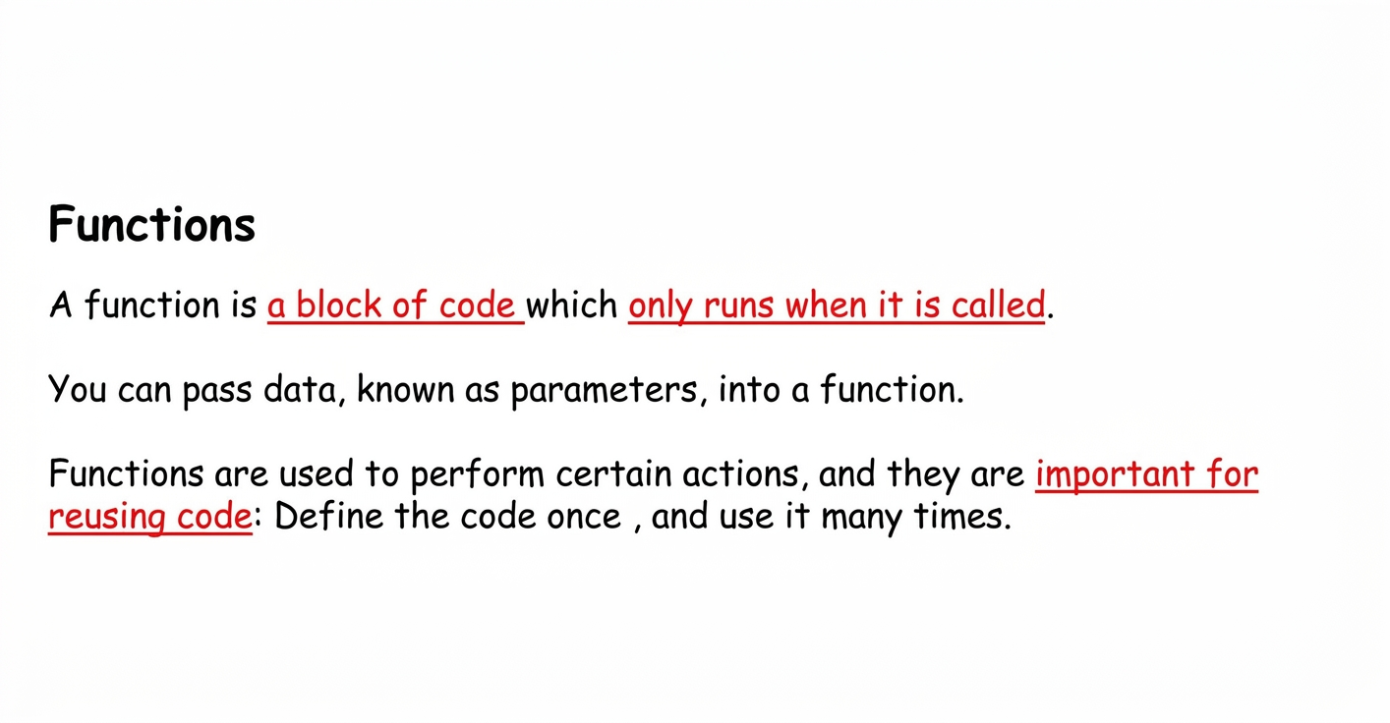 Functions
A function is a block of code which only runs when it is called.
You can pass data, known as parameters, into a function.
Functions are used to perform certain actions, and they are important for
reusing code: Define the code once , and use it many times.